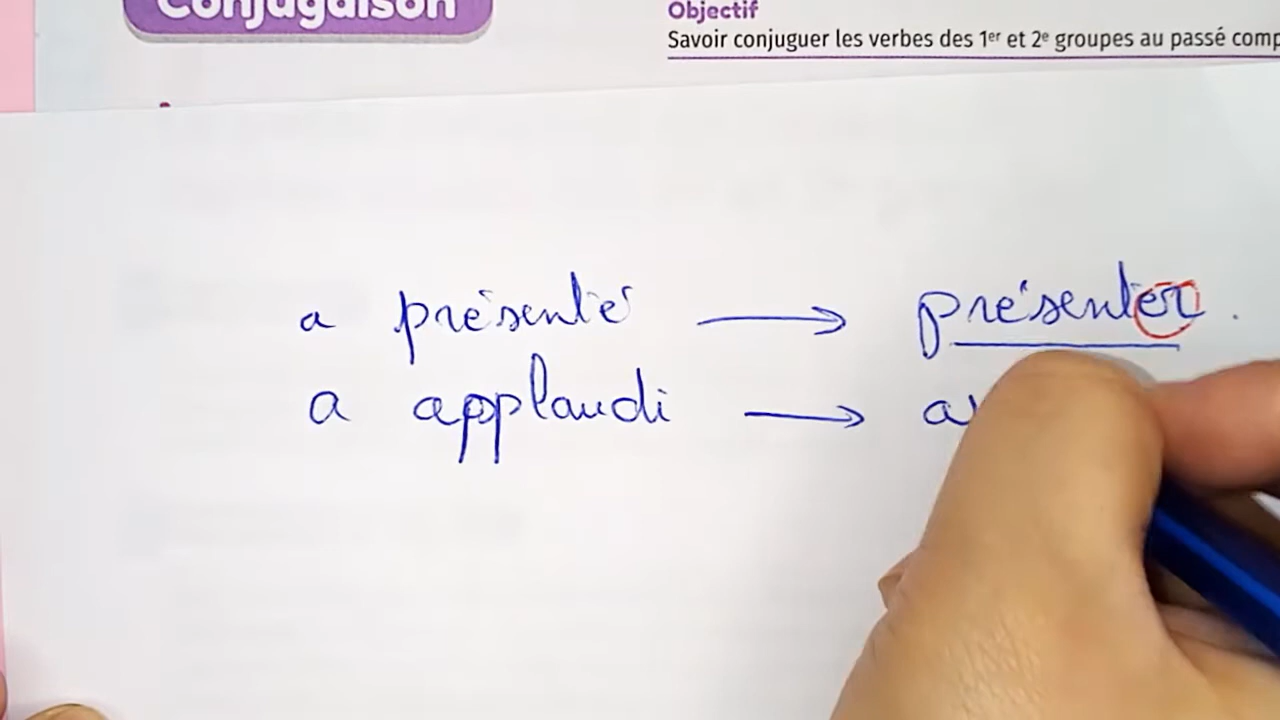 Conjugaison
Objectif
Savoir conjuguer les verbes des 1er et 2e groupes au passé comp
a présenté → présenter.
a applaudi → a